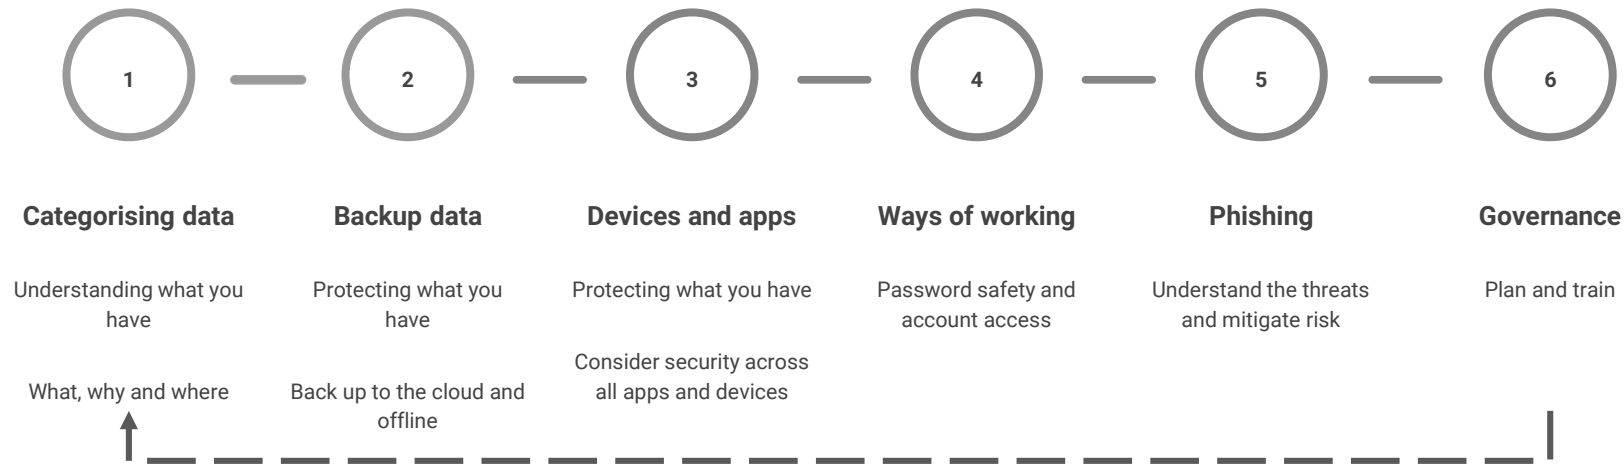 1
2
3
4
5
6
Categorising data
Understanding what you
have
What, why and where
Backup data
Protecting what you
have
Back up to the cloud and
offline
Devices and apps
Protecting what you have
Consider security across
all apps and devices
Ways of working
Password safety and
account access
Phishing
Understand the threats
and mitigate risk
Governance
Plan and train